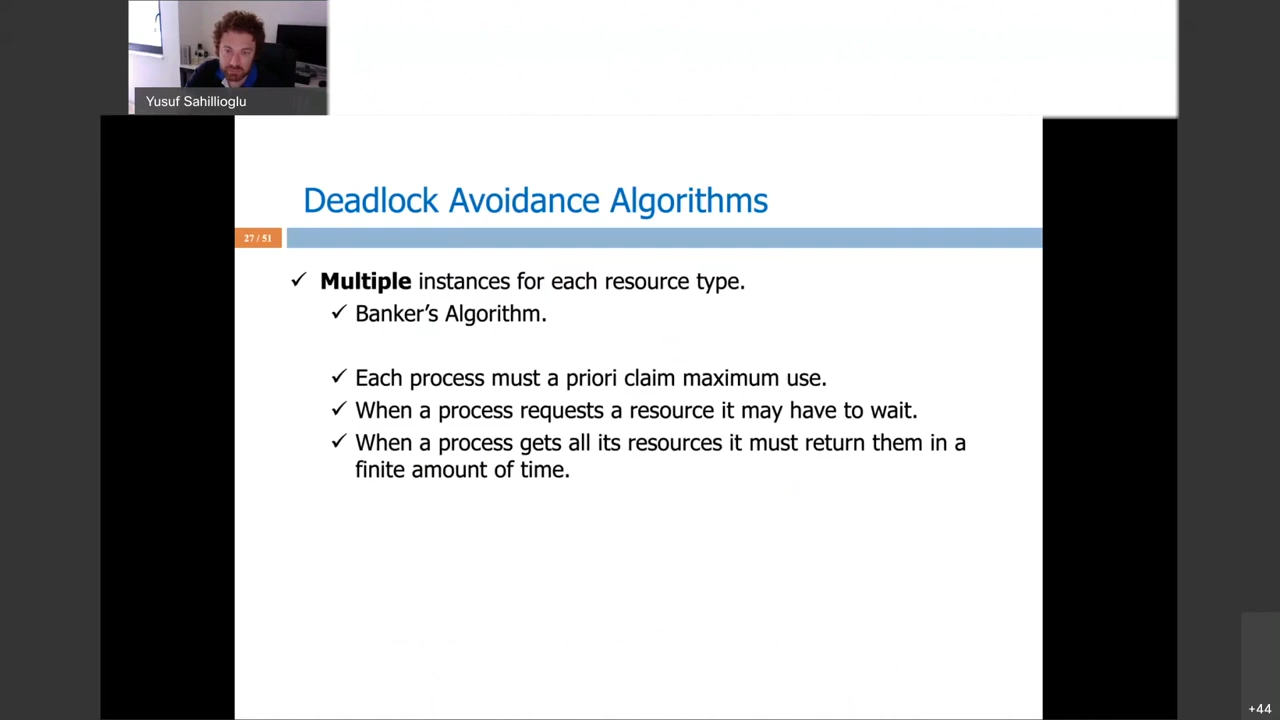 Yusuf Sahillioglu
Deadlock Avoidance Algorithms
27 / 51
✓ Multiple instances for each resource type.
✓ Banker’s Algorithm.
✓ Each process must a priori claim maximum use.
✓ When a process requests a resource it may have to wait.
✓ When a process gets all its resources it must return them in a
finite amount of time.
+44